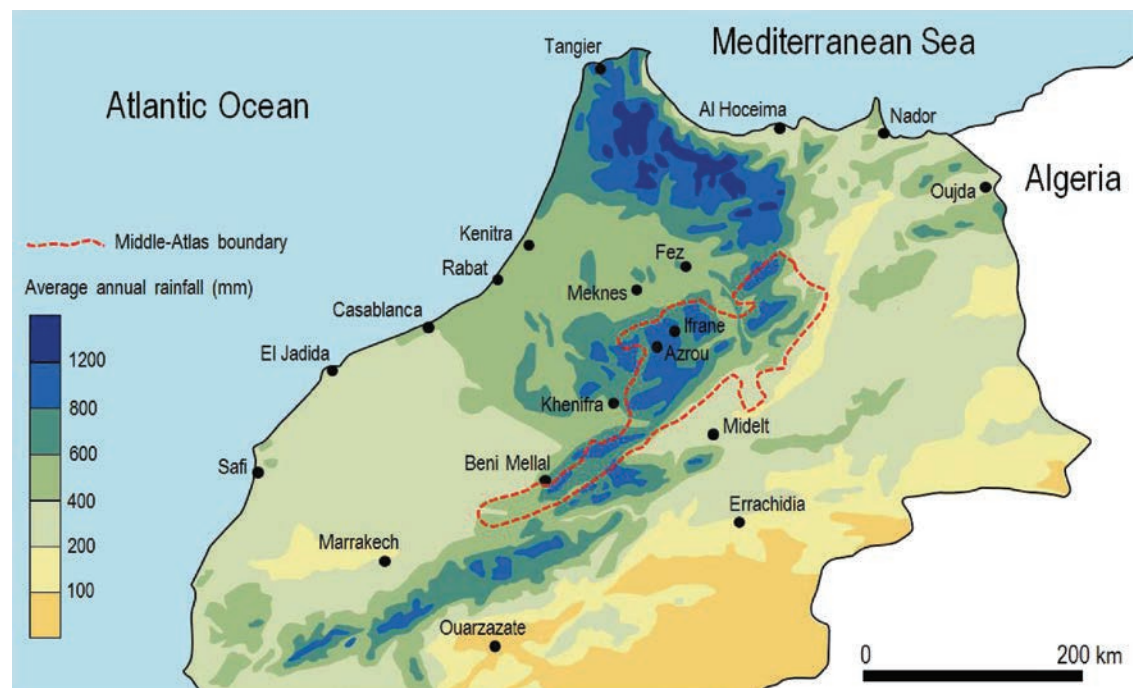 Tangier
Mediterranean Sea
Atlantic Ocean
Al Hoceima
Nador
Algeria
Oujda
Middle-Atlas boundary
Kenitra
Fez
Rabat
Average annual rainfall (mm)
Meknes
Casablanca
Ifrane
1200
Azrou
El Jadida
800
Khenifra
600
Midelt
Safi
Beni Mellal
400
Errachidia
200
Marrakech
100
Ouarzazate
0 200 km